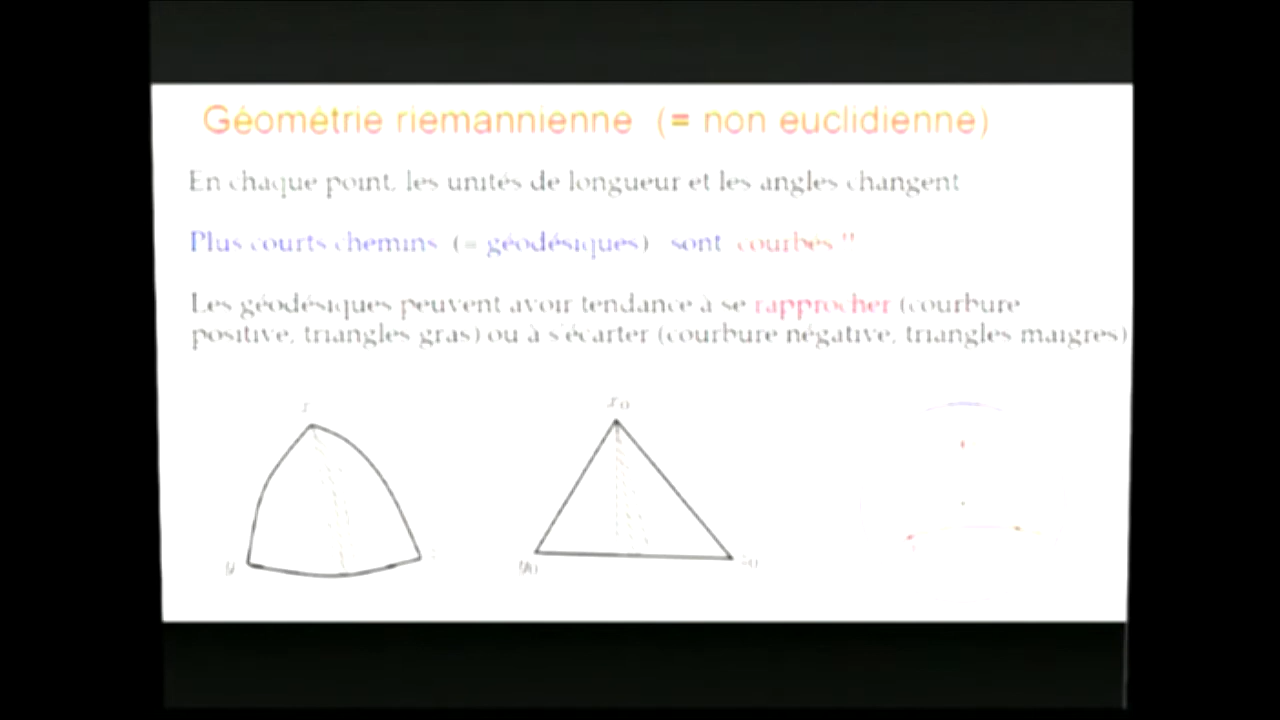 Géométrie riemannienne (= non euclidienne)
En chaque point, les unités de longueur et les angles changent
Plus courts chemins (= géodésiques) sont courbes "
Les géodésiques peuvent avoir tendance à se rapprocher (courbure
positive, triangles gras) ou à s'écarter (courbure négative, triangles maigres)
x0